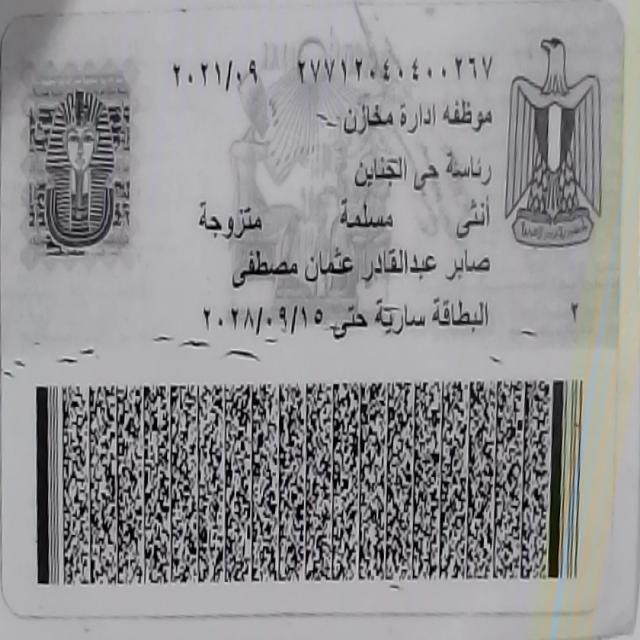 ٢٧٧١٢٠٤٠٤٠٠٢٦٧ ٢٠٢١/٠٩
موظفه ادارة مخازن
رئاسة حى الجناين
أنثى مسلمة متزوجة
صابر عبدالقادر عثمان مصطفى
البطاقة سارية حتى ٢٠٢٨/٠٩/١٥
٢